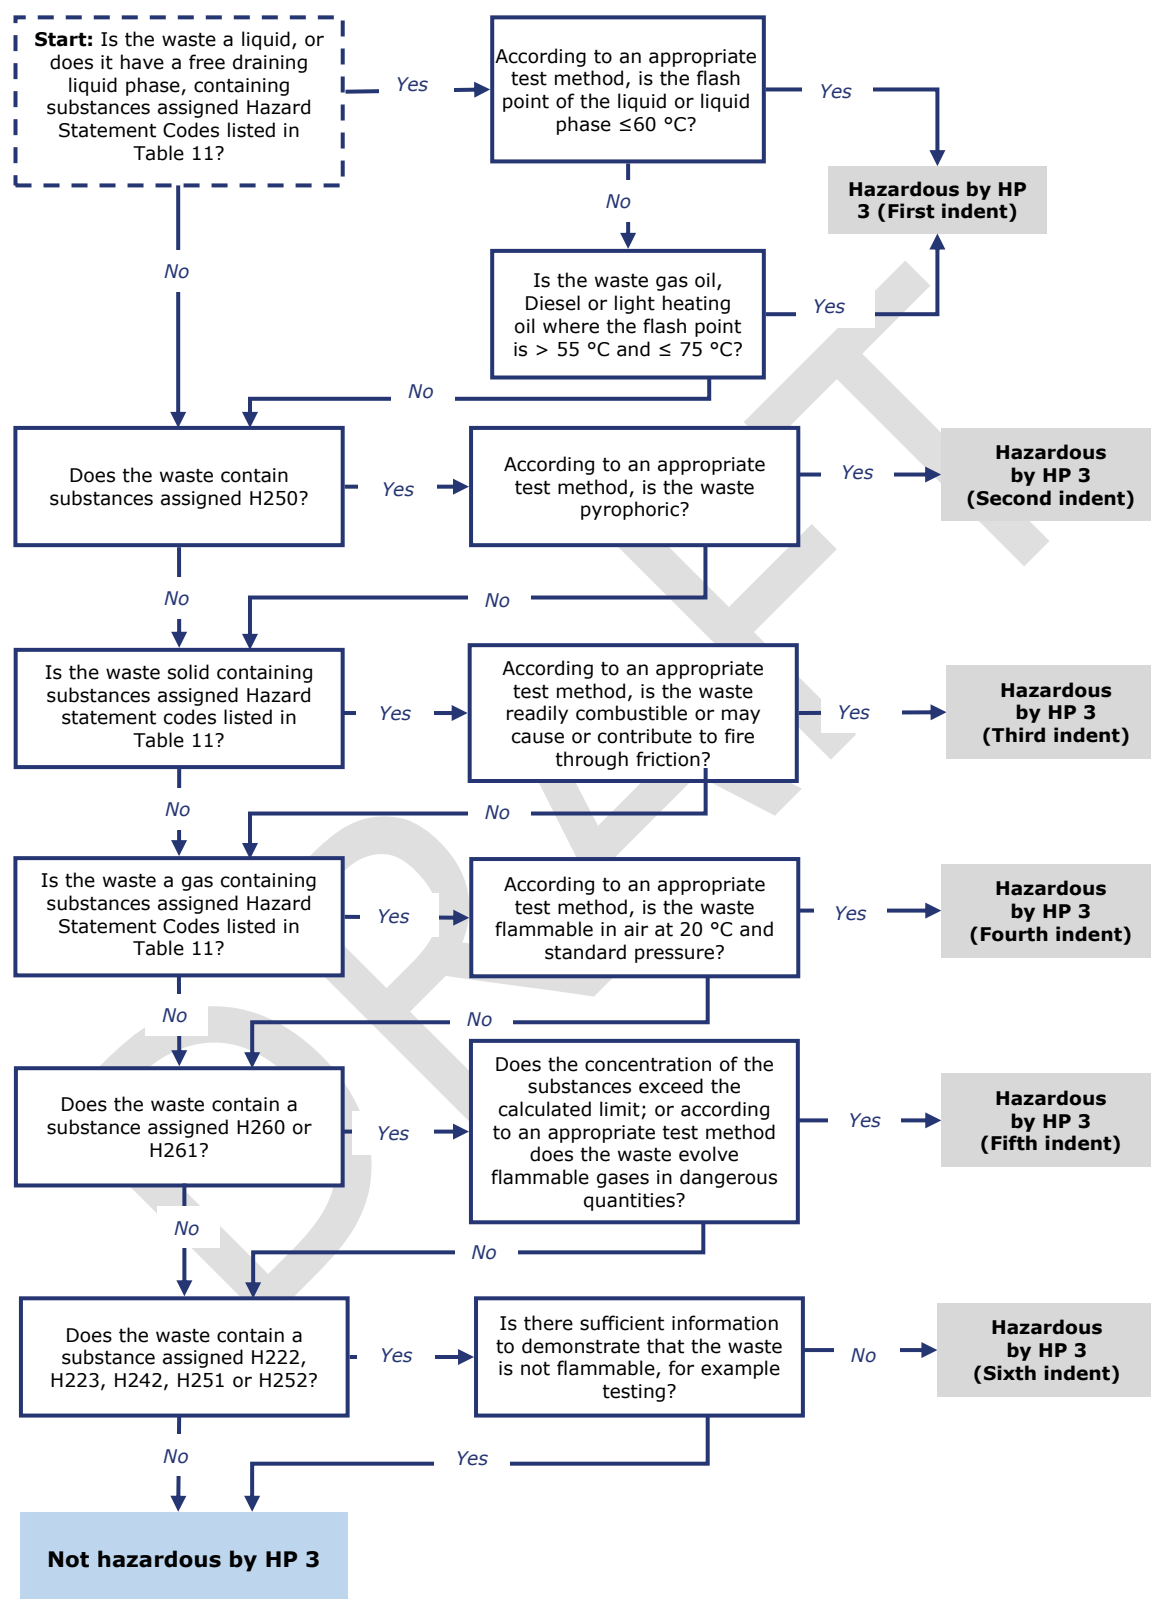 Start: Is the waste a liquid, or
does it have a free draining
liquid phase, containing
substances assigned Hazard
Statement Codes listed in
Table 11?
Yes
According to an appropriate
test method, is the flash
point of the liquid or liquid
phase ≤60 °C?
Yes
Hazardous by HP
3 (First indent)
No
No
Is the waste gas oil,
Diesel or light heating
oil where the flash point
is > 55 °C and ≤ 75 °C?
Yes
No
Does the waste contain
substances assigned H250?
Yes
According to an appropriate
test method, is the waste
pyrophoric?
Yes
Hazardous
by HP 3
(Second indent)
No
No
Is the waste solid containing
substances assigned Hazard
statement codes listed in
Table 11?
Yes
According to an appropriate
test method, is the waste
readily combustible or may
cause or contribute to fire
through friction?
Yes
Hazardous
by HP 3
(Third indent)
No
No
Is the waste a gas containing
substances assigned Hazard
Statement Codes listed in
Table 11?
Yes
According to an appropriate
test method, is the waste
flammable in air at 20 °C and
standard pressure?
Yes
Hazardous
by HP 3
(Fourth indent)
No
No
Does the waste contain a
substance assigned H260 or
H261?
Yes
Does the concentration of the
substances exceed the
calculated limit; or according
to an appropriate test method
does the waste evolve
flammable gases in dangerous
quantities?
Yes
Hazardous
by HP 3
(Fifth indent)
No
No
Does the waste contain a
substance assigned H222,
H223, H242, H251 or H252?
Yes
Is there sufficient information
to demonstrate that the waste
is not flammable, for example
testing?
No
Hazardous
by HP 3
(Sixth indent)
No
Yes
Not hazardous by HP 3
DRAFT